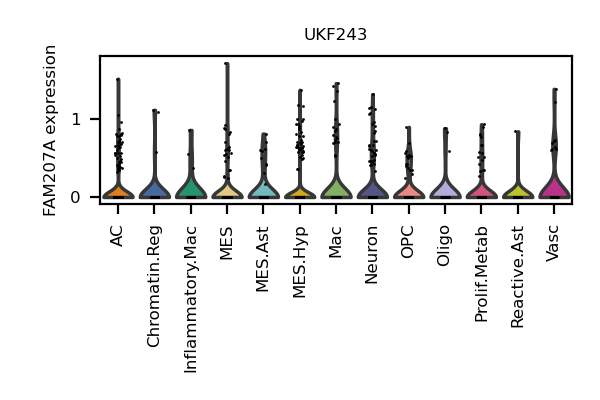 UKF243
FAM207A expression
1
0
AC
Chromatin.Reg
Inflammatory.Mac
MES
MES.Ast
MES.Hyp
Mac
Neuron
OPC
Oligo
Prolif.Metab
Reactive.Ast
Vasc